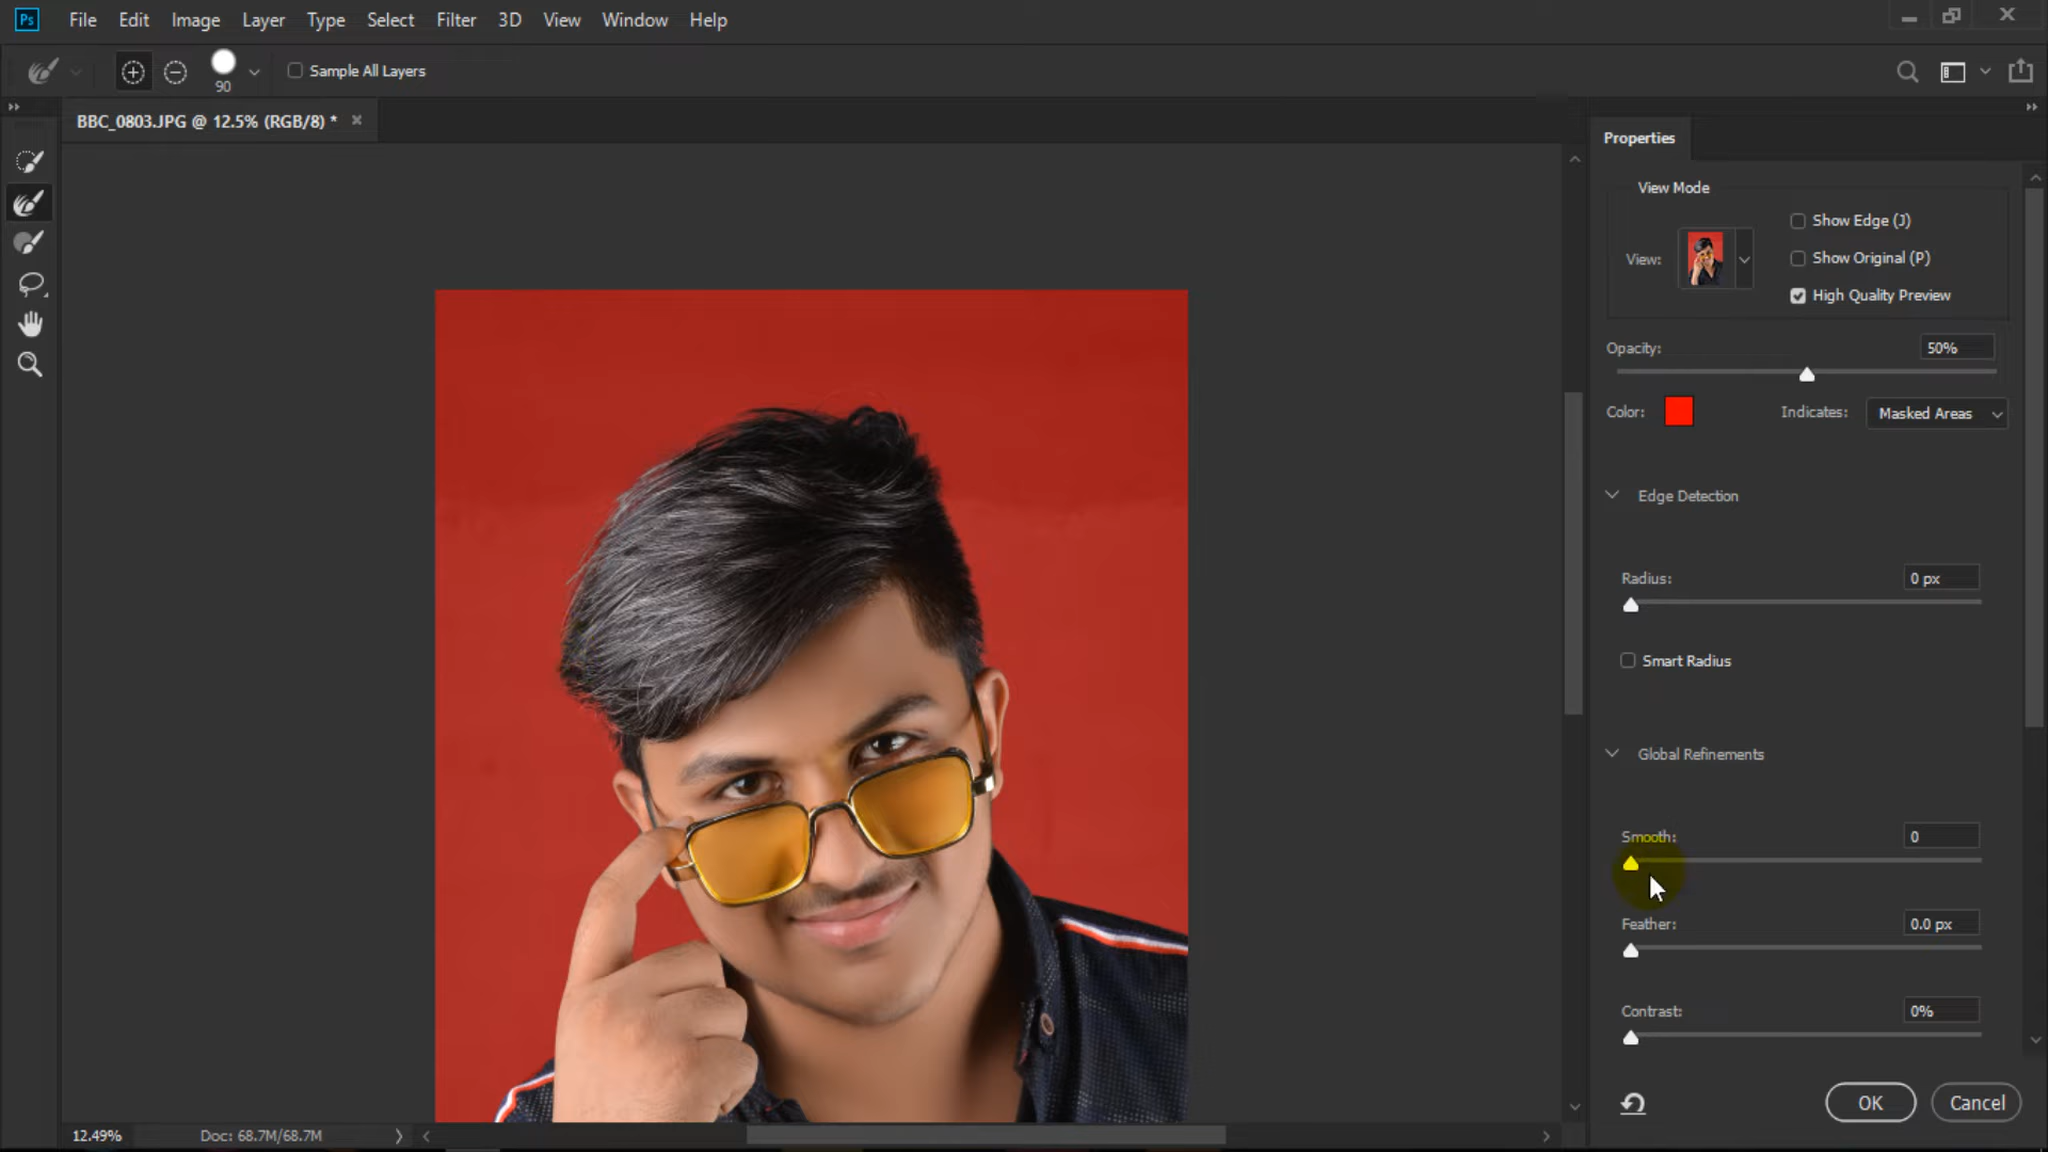 Ps File Edit Image Layer Type Select Filter 3D View Window Help
90 Sample All Layers
BBC_0803.JPG @ 12.5% (RGB/8) *
Properties
View Mode
Show Edge (J)
View: Show Original (P)
High Quality Preview
Opacity: 50%
Color: Indicates: Masked Areas
Edge Detection
Radius: 0 px
Smart Radius
Global Refinements
Smooth: 0
Feather: 0.0 px
Contrast: 0%
OK Cancel
12.49% Doc: 68.7M/68.7M